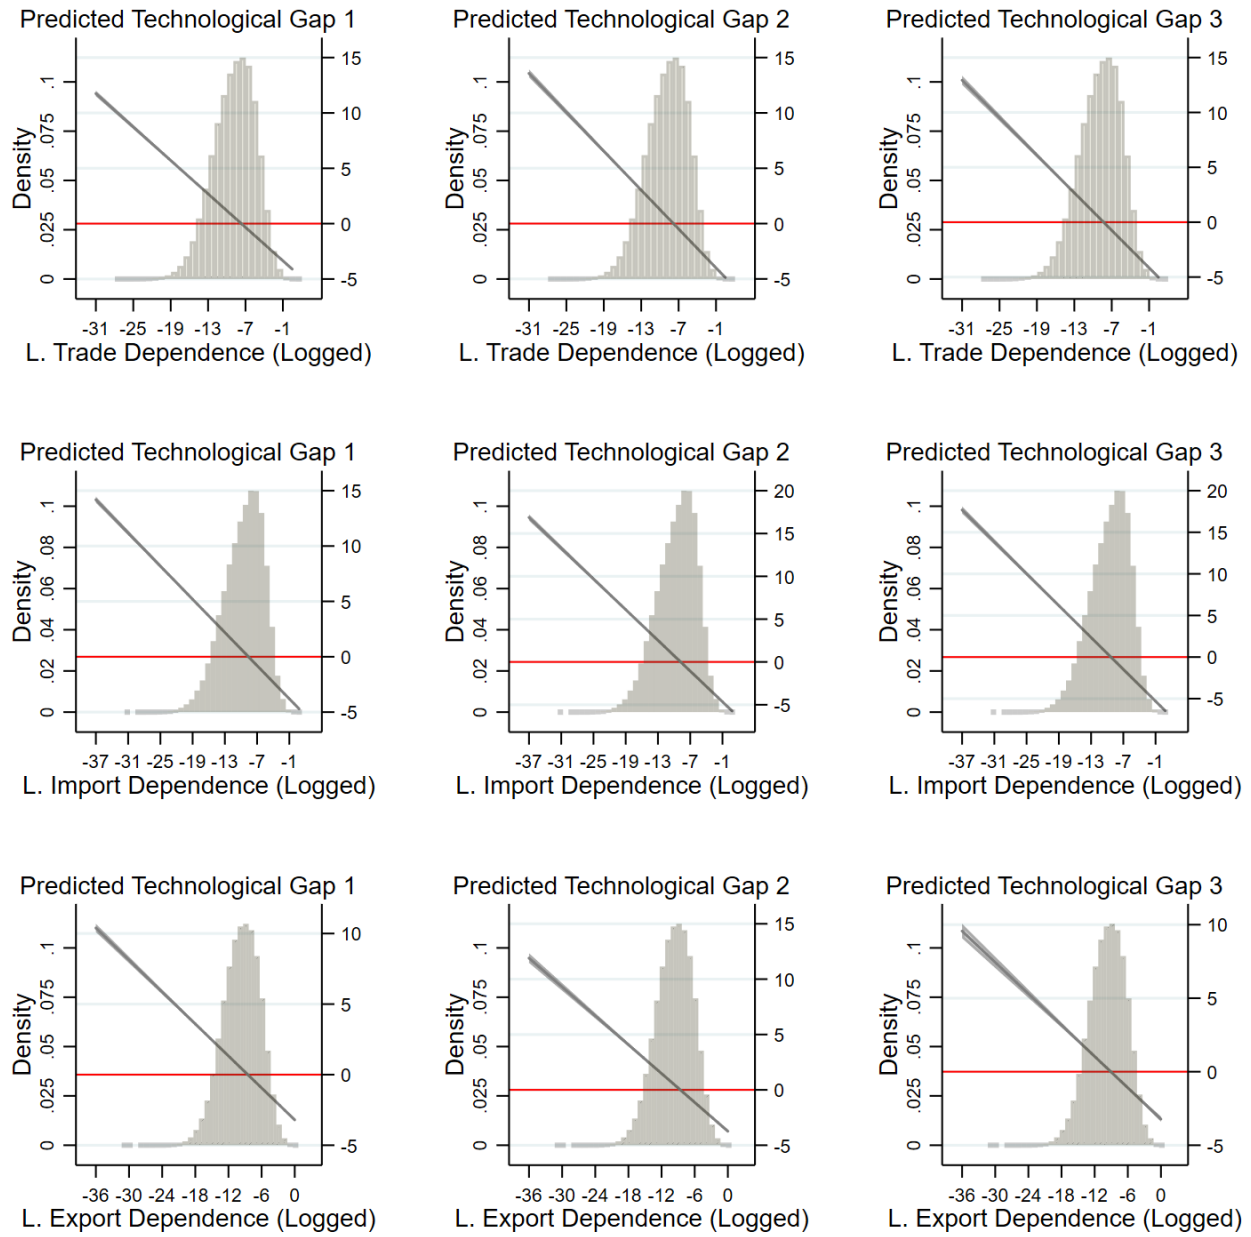 Predicted Technological Gap 1
Density
0 .025 .05 .075 .1
-5 0 5 10 15
-31 -25 -19 -13 -7 -1
L. Trade Dependence (Logged)
Predicted Technological Gap 2
Density
0 .025 .05 .075 .1
-5 0 5 10 15
-31 -25 -19 -13 -7 -1
L. Trade Dependence (Logged)
Predicted Technological Gap 3
Density
0 .025 .05 .075 .1
-5 0 5 10 15
-31 -25 -19 -13 -7 -1
L. Trade Dependence (Logged)
Predicted Technological Gap 1
Density
0 .02 .04 .06 .08 .1
-5 0 5 10 15
-37 -31 -25 -19 -13 -7 -1
L. Import Dependence (Logged)
Predicted Technological Gap 2
Density
0 .02 .04 .06 .08 .1
-5 0 5 10 15 20
-37 -31 -25 -19 -13 -7 -1
L. Import Dependence (Logged)
Predicted Technological Gap 3
Density
0 .02 .04 .06 .08 .1
-5 0 5 10 15 20
-37 -31 -25 -19 -13 -7 -1
L. Import Dependence (Logged)
Predicted Technological Gap 1
Density
0 .025 .05 .075 .1
-5 0 5 10
-36 -30 -24 -18 -12 -6 0
L. Export Dependence (Logged)
Predicted Technological Gap 2
Density
0 .025 .05 .075 .1
-5 0 5 10 15
-36 -30 -24 -18 -12 -6 0
L. Export Dependence (Logged)
Predicted Technological Gap 3
Density
0 .025 .05 .075 .1
-5 0 5 10
-36 -30 -24 -18 -12 -6 0
L. Export Dependence (Logged)